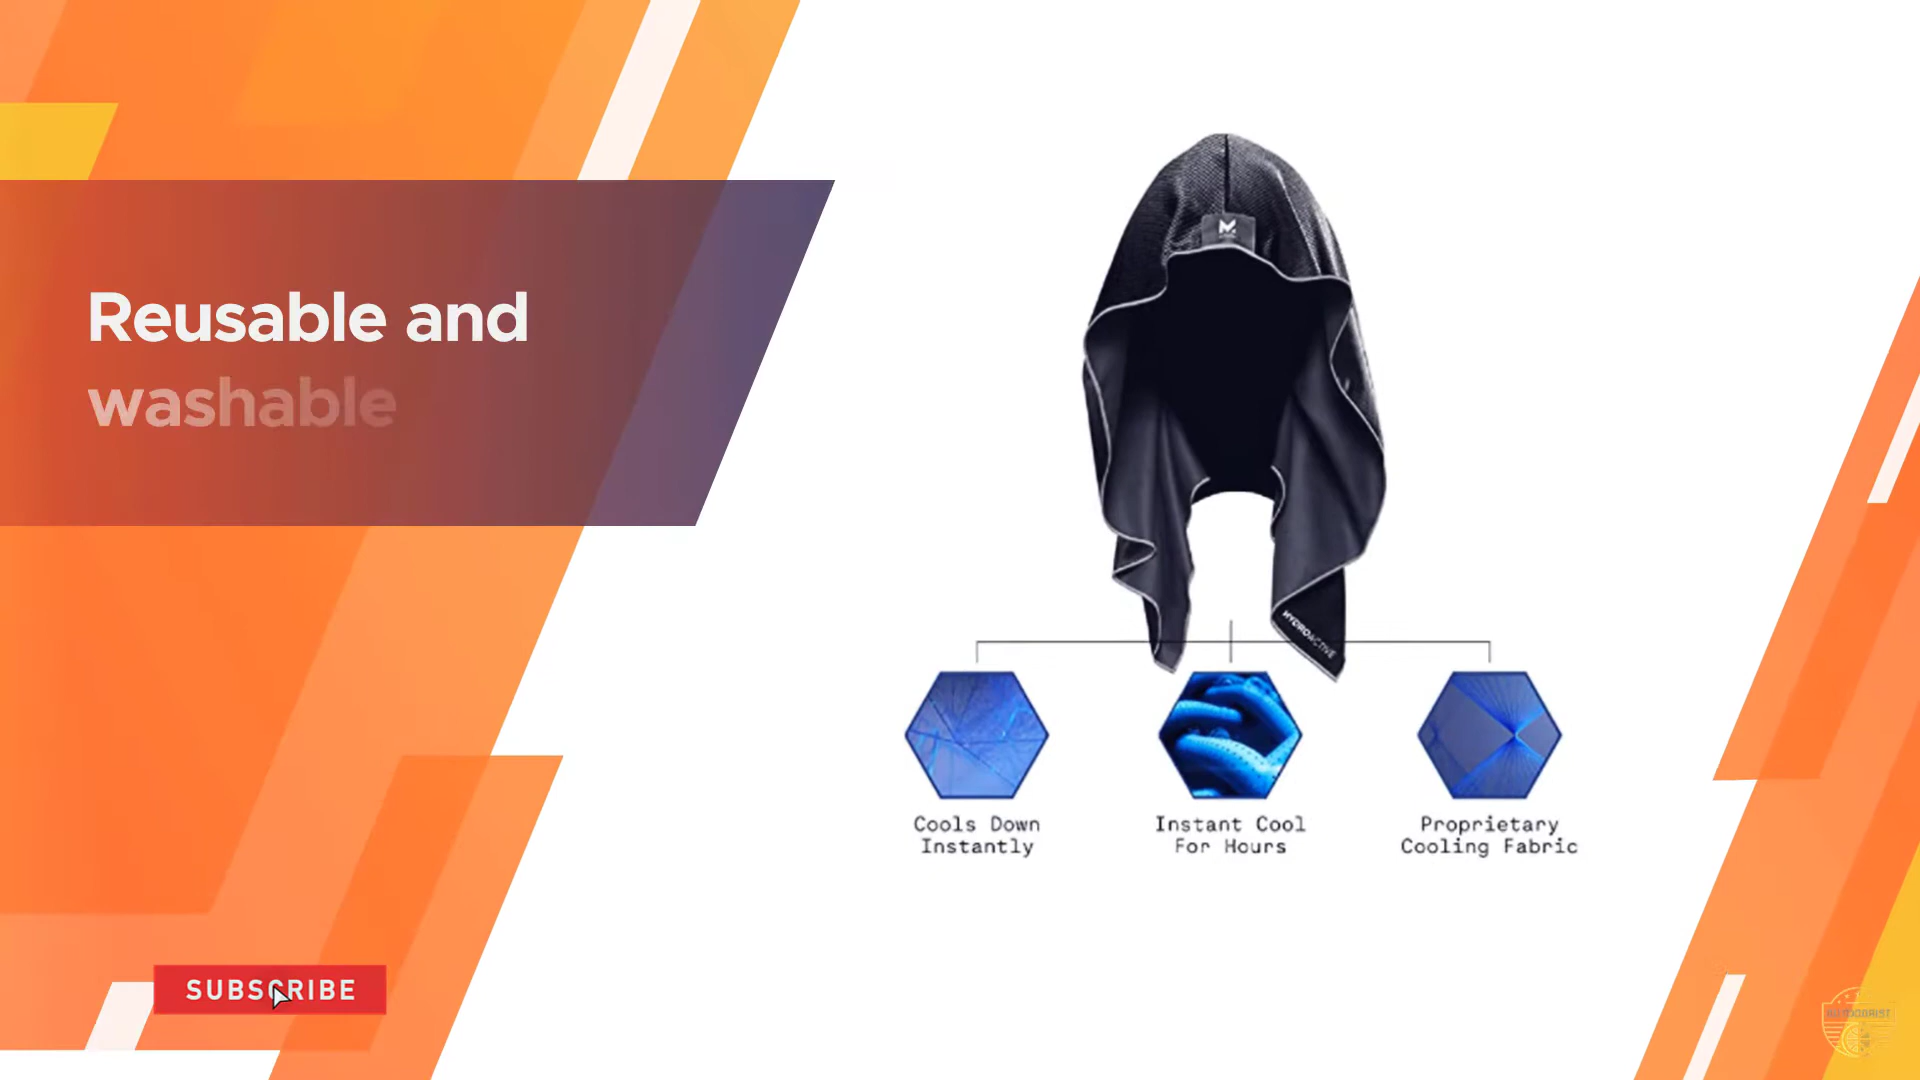 Reusable and
washable
HYDROACTIVE
Cools Down
Instantly
Instant Cool
For Hours
Proprietary
Cooling Fabric
SUBSCRIBE